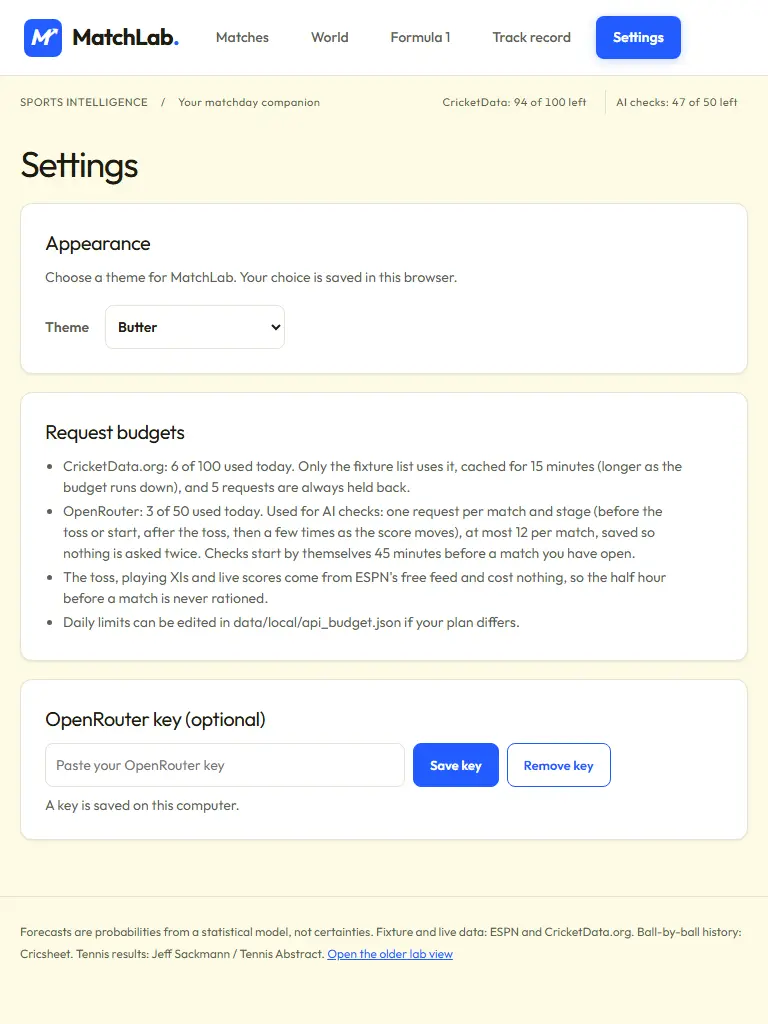 MatchLab.
Matches
World
Formula 1
Track record
Settings
SPORTS INTELLIGENCE / Your matchday companion
CricketData: 94 of 100 left
AI checks: 47 of 50 left
Settings
Appearance
Choose a theme for MatchLab. Your choice is saved in this browser.
Theme
Butter
Request budgets
• CricketData.org: 6 of 100 used today. Only the fixture list uses it, cached for 15 minutes (longer as the
budget runs down), and 5 requests are always held back.
• OpenRouter: 3 of 50 used today. Used for AI checks: one request per match and stage (before the
toss or start, after the toss, then a few times as the score moves), at most 12 per match, saved so
nothing is asked twice. Checks start by themselves 45 minutes before a match you have open.
• The toss, playing XIs and live scores come from ESPN's free feed and cost nothing, so the half hour
before a match is never rationed.
• Daily limits can be edited in data/local/api_budget.json if your plan differs.
OpenRouter key (optional)
Paste your OpenRouter key
Save key
Remove key
A key is saved on this computer.
Forecasts are probabilities from a statistical model, not certainties. Fixture and live data: ESPN and CricketData.org. Ball-by-ball history:
Cricsheet. Tennis results: Jeff Sackmann / Tennis Abstract. Open the older lab view